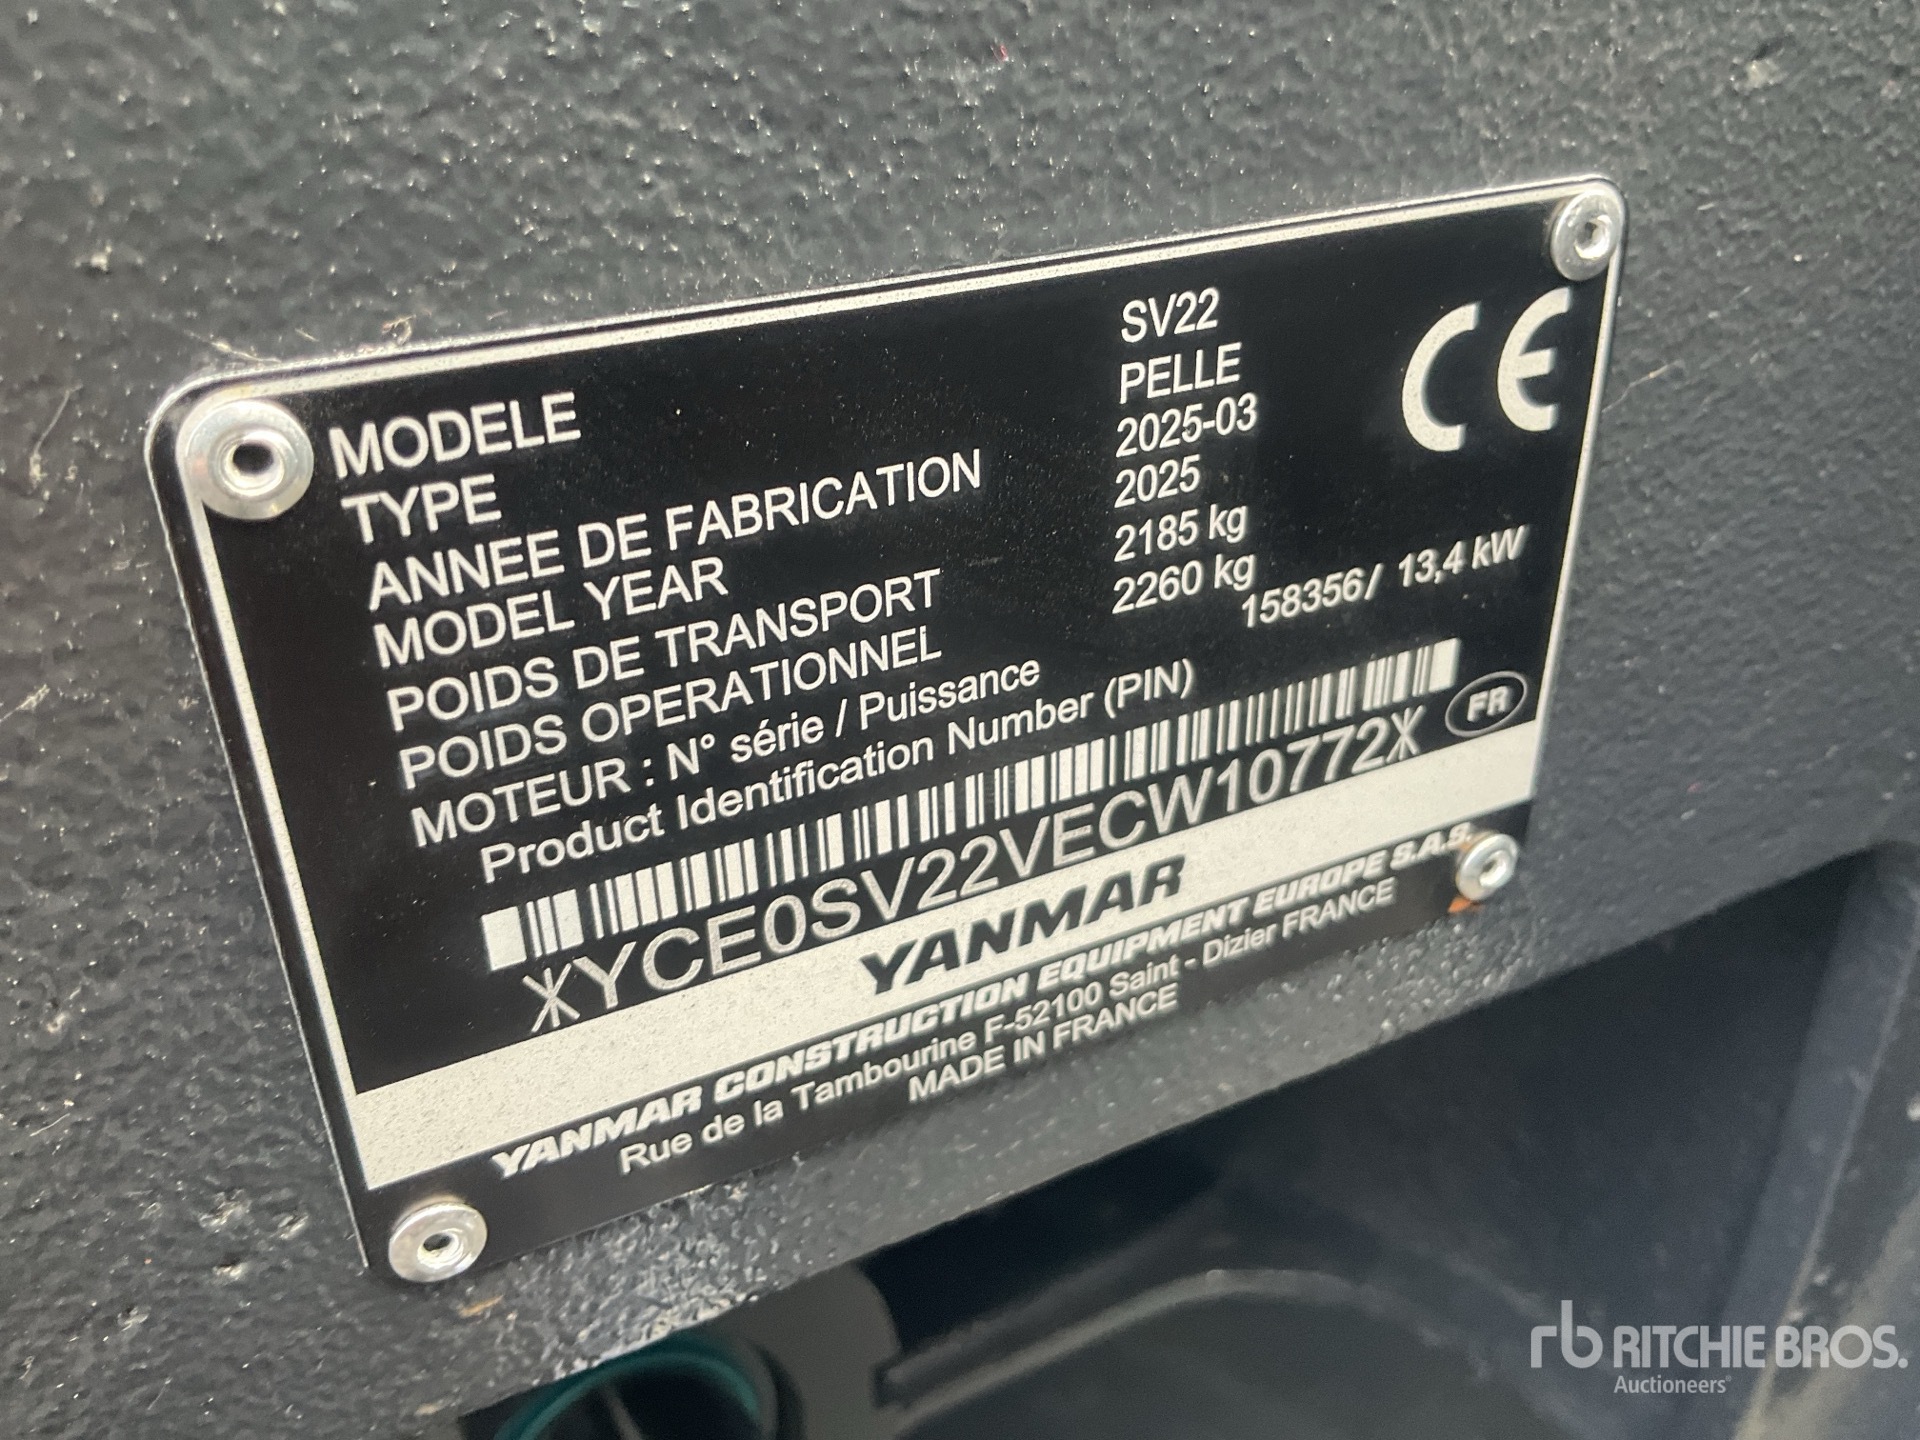 MODELE SV22
TYPE PELLE
ANNEE DE FABRICATION 2025-03
MODEL YEAR 2025
POIDS DE TRANSPORT 2185 kg
POIDS OPERATIONNEL 2260 kg
MOTEUR : N° série / Puissance 158356/ 13,4 kW
Product Identification Number (PIN)
CE
FR
YCE0SV22VECW10772
YANMAR
YANMAR CONSTRUCTION EQUIPMENT EUROPE S.A.S.
Rue de la Tambourine F-52100 Saint - Dizier FRANCE
MADE IN FRANCE
rb RITCHIE BROS.
Auctioneers